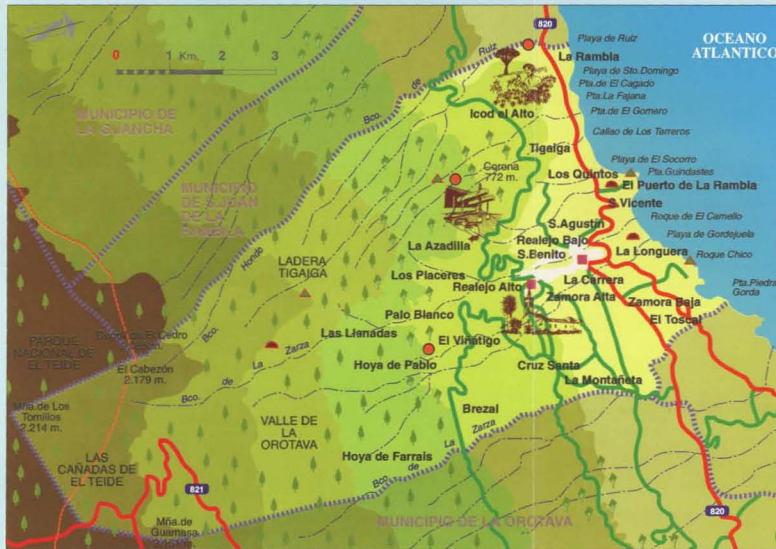 820
OCEANO
ATLANTICO
Playa de Ruiz
La Rambla
Ruiz
0 1 Km. 2 3
Playa de Sto.Domingo
Pta.de El Cagado
Pta.La Fajana
de
MUNICIPIO DE
LA GUANCHA
Bco.
Icod el Alto
Pta.de El Gomero
Callao de Los Terreros
Tigaiga
Playa de El Socorro
Corona
772 m.
Los Quintos
Pta.Guindastes
El Puerto de La Rambla
MUNICIPIO
DE S.JUAN
DE LA
RAMBLA
S.Vicente
Roque de El Camello
S.Agustín
Hondo
La Azadilla
Realejo Bajo
Playa de Gordejuela
LADERA
TIGAIGA
S.Benito
La Longuera
Roque Chico
Los Placeres
Realejo Alto
La Carrera
Zamora Alta
Pta.Piedra
Gorda
de
Zamora Baja
Palo Blanco
El Toscal
Bco.
Las Llanadas
PARQUE
NACIONAL DE
EL TEIDE
Zarza
El Viñatigo
El Cabezón
2.179 m.
La
Hoya de Pablo
Cruz Santa
de
La Montañeta
Bco.
Mña.de Los
Tomillos
2.214 m.
Brezal
VALLE DE
LA
OROTAVA
Zarza
La
LAS
CAÑADAS DE
EL TEIDE
Hoya de Farrais
de
Bco.
821
820
Mña.de
Guamasa
MUNICIPIO DE LA OROTAVA